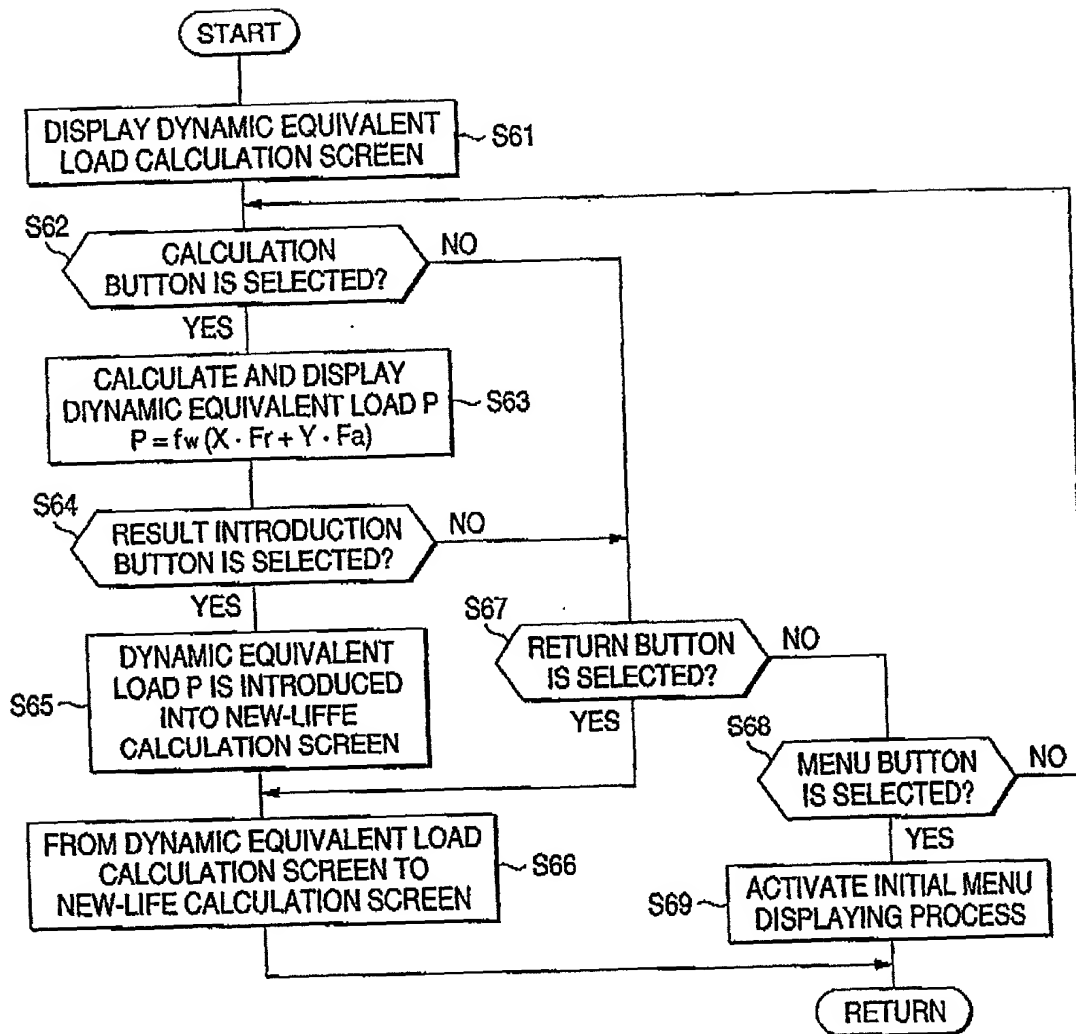 START
DISPLAY DYNAMIC EQUIVALENT
LOAD CALCULATION SCREEN
S61
S62
CALCULATION
BUTTON IS SELECTED?
NO
YES
CALCULATE AND DISPLAY
DIYNAMIC EQUIVALENT LOAD P
P = fw (X · Fr + Y · Fa)
S63
S64
RESULT INTRODUCTION
BUTTON IS SELECTED?
NO
YES
S65
DYNAMIC EQUIVALENT
LOAD P IS INTRODUCED
INTO NEW-LIFFE
CALCULATION SCREEN
S67
RETURN BUTTON
IS SELECTED?
NO
YES
S68
MENU BUTTON
IS SELECTED?
NO
YES
FROM DYNAMIC EQUIVALENT LOAD
CALCULATION SCREEN TO
NEW-LIFE CALCULATION SCREEN
S66
S69
ACTIVATE INITIAL MENU
DISPLAYING PROCESS
RETURN